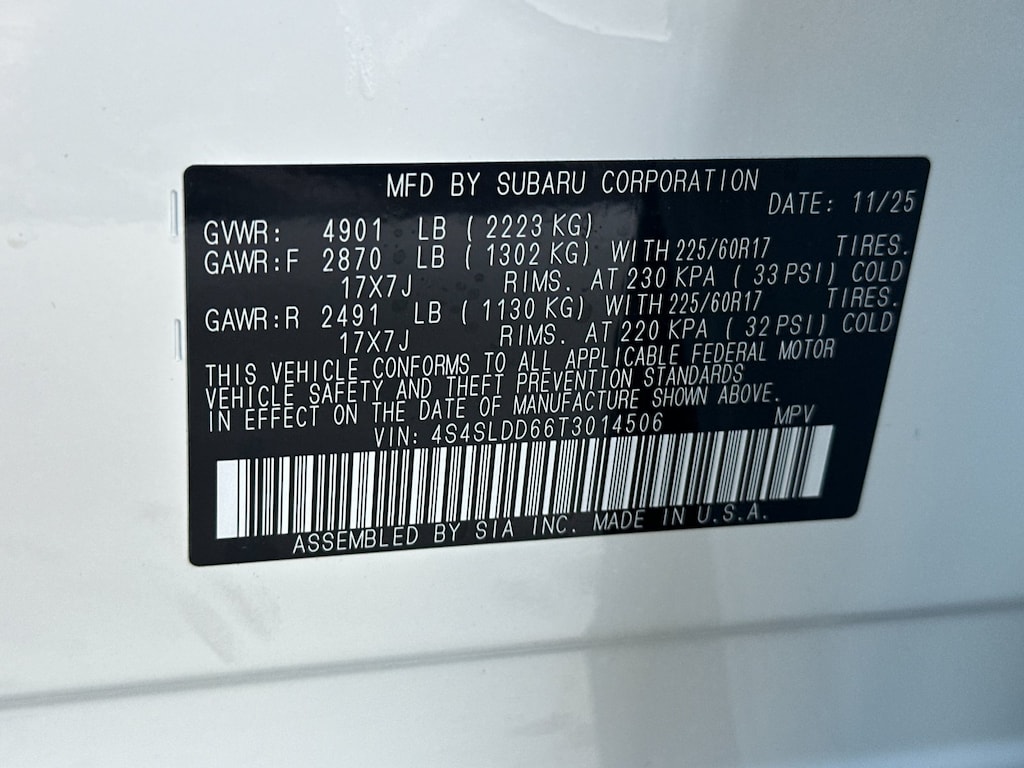 MFD BY SUBARU CORPORATION
DATE: 11/25
GVWR: 4901 LB ( 2223 KG)
GAWR:F 2870 LB ( 1302 KG) WITH 225/60R17 TIRES.
17X7J RIMS. AT 230 KPA ( 33 PSI) COLD
GAWR:R 2491 LB ( 1130 KG) WITH 225/60R17 TIRES.
17X7J RIMS. AT 220 KPA ( 32 PSI) COLD
THIS VEHICLE CONFORMS TO ALL APPLICABLE FEDERAL MOTOR
VEHICLE SAFETY AND THEFT PREVENTION STANDARDS
IN EFFECT ON THE DATE OF MANUFACTURE SHOWN ABOVE.
VIN: 4S4SLDD66T3014506 MPV
ASSEMBLED BY SIA INC. MADE IN U.S.A.